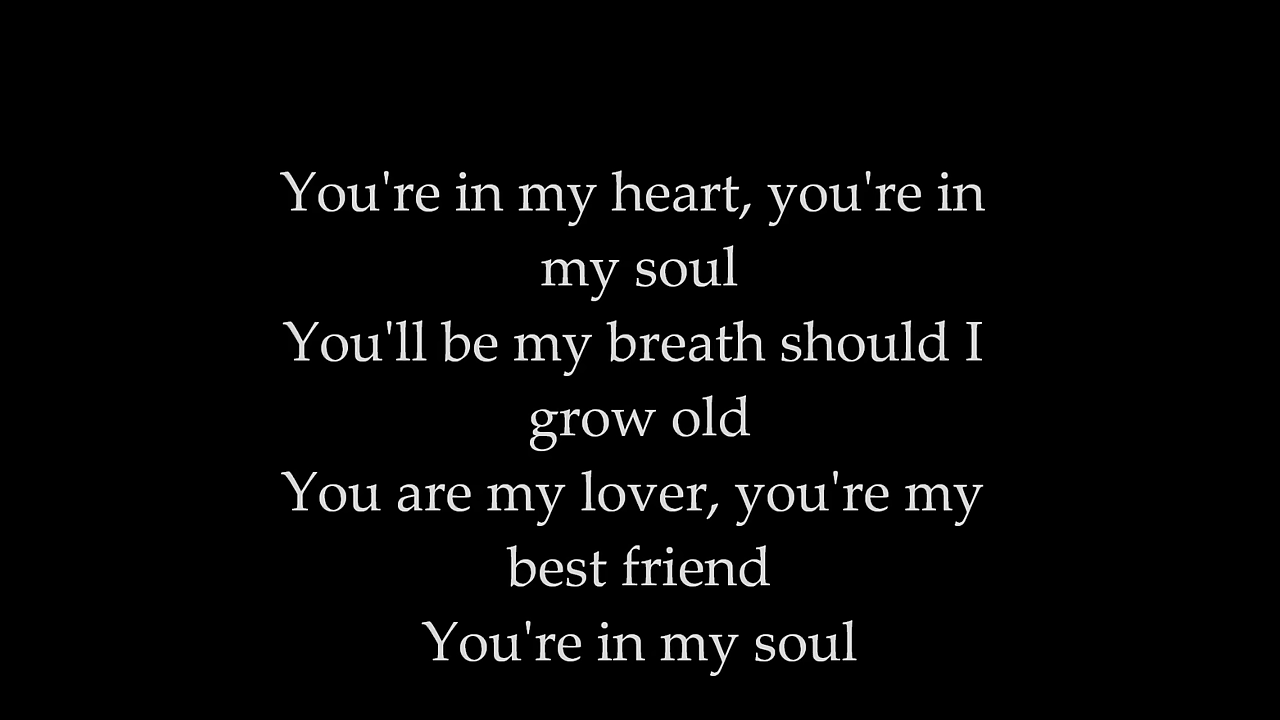 You're in my heart, you're in
my soul
You'll be my breath should I
grow old
You are my lover, you're my
best friend
You're in my soul